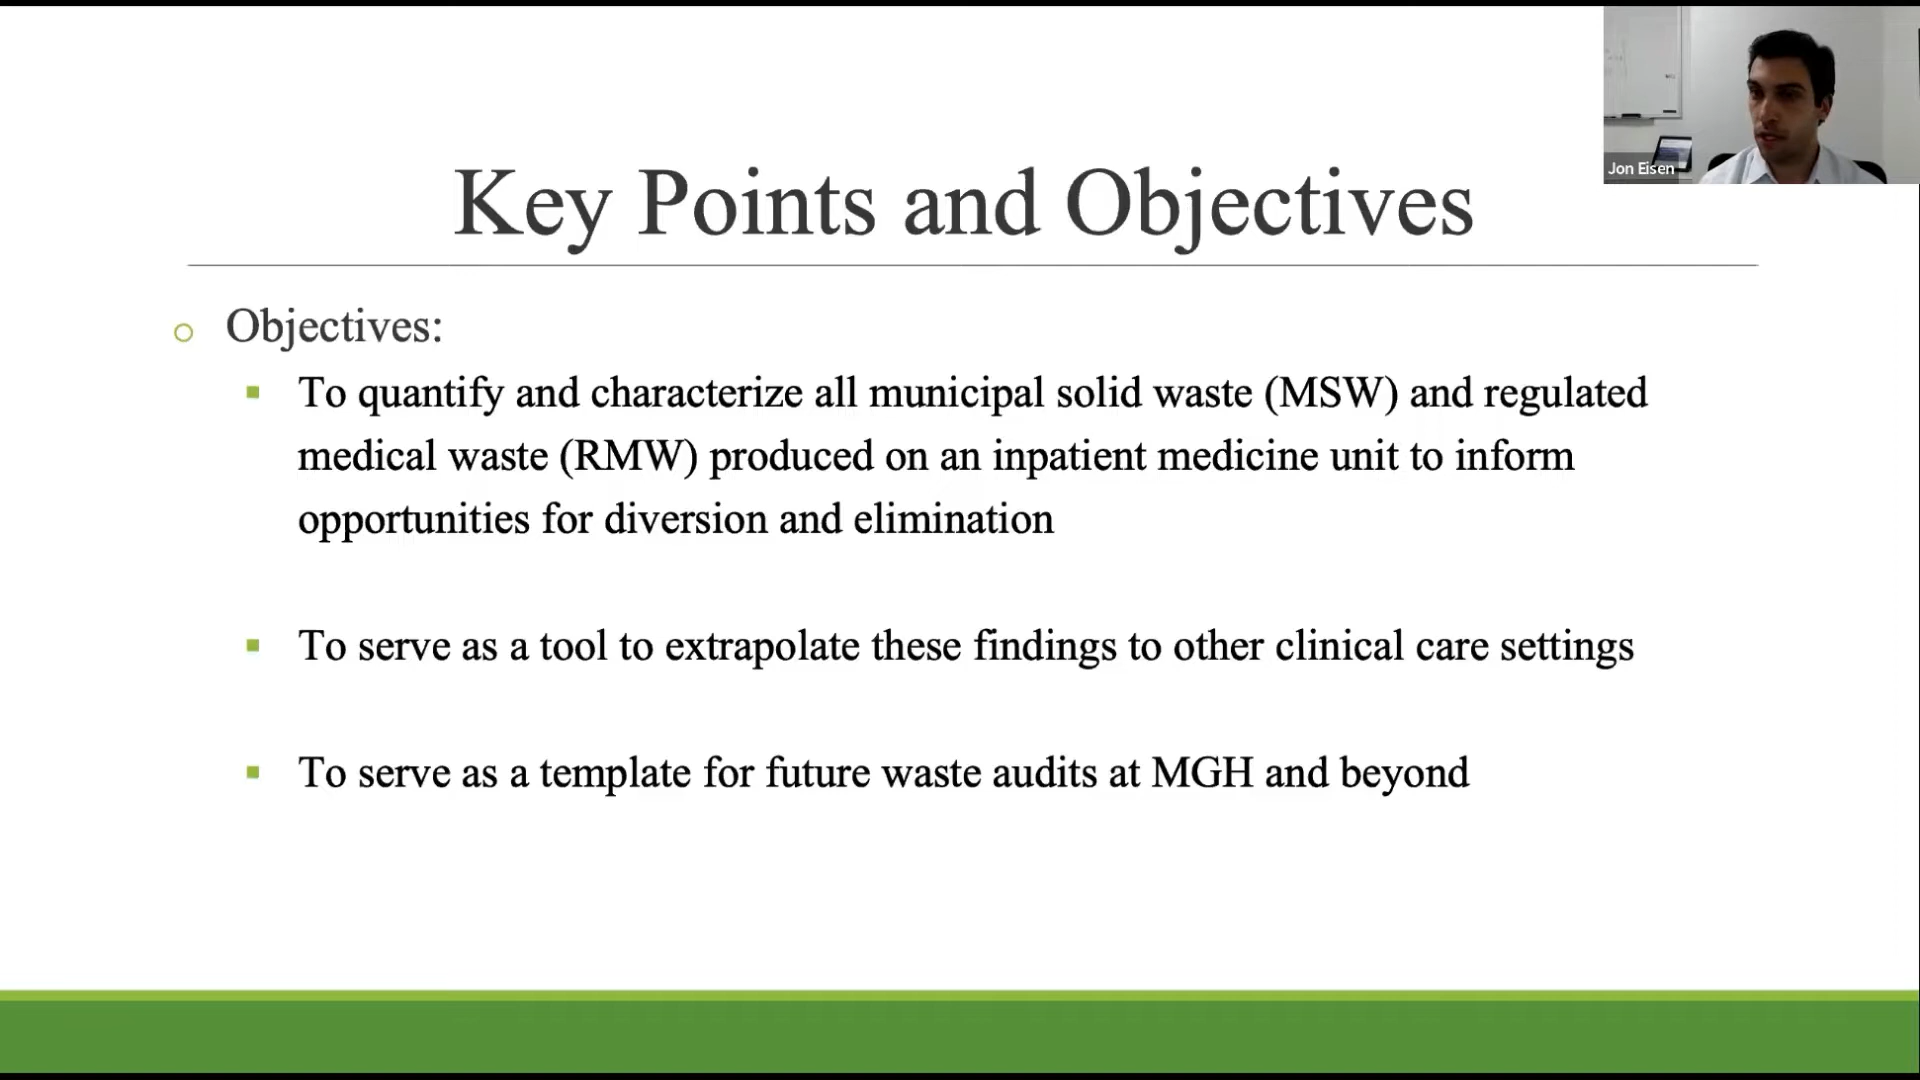 Jon Eisen
Key Points and Objectives
Objectives:
To quantify and characterize all municipal solid waste (MSW) and regulated
medical waste (RMW) produced on an inpatient medicine unit to inform
opportunities for diversion and elimination
To serve as a tool to extrapolate these findings to other clinical care settings
To serve as a template for future waste audits at MGH and beyond